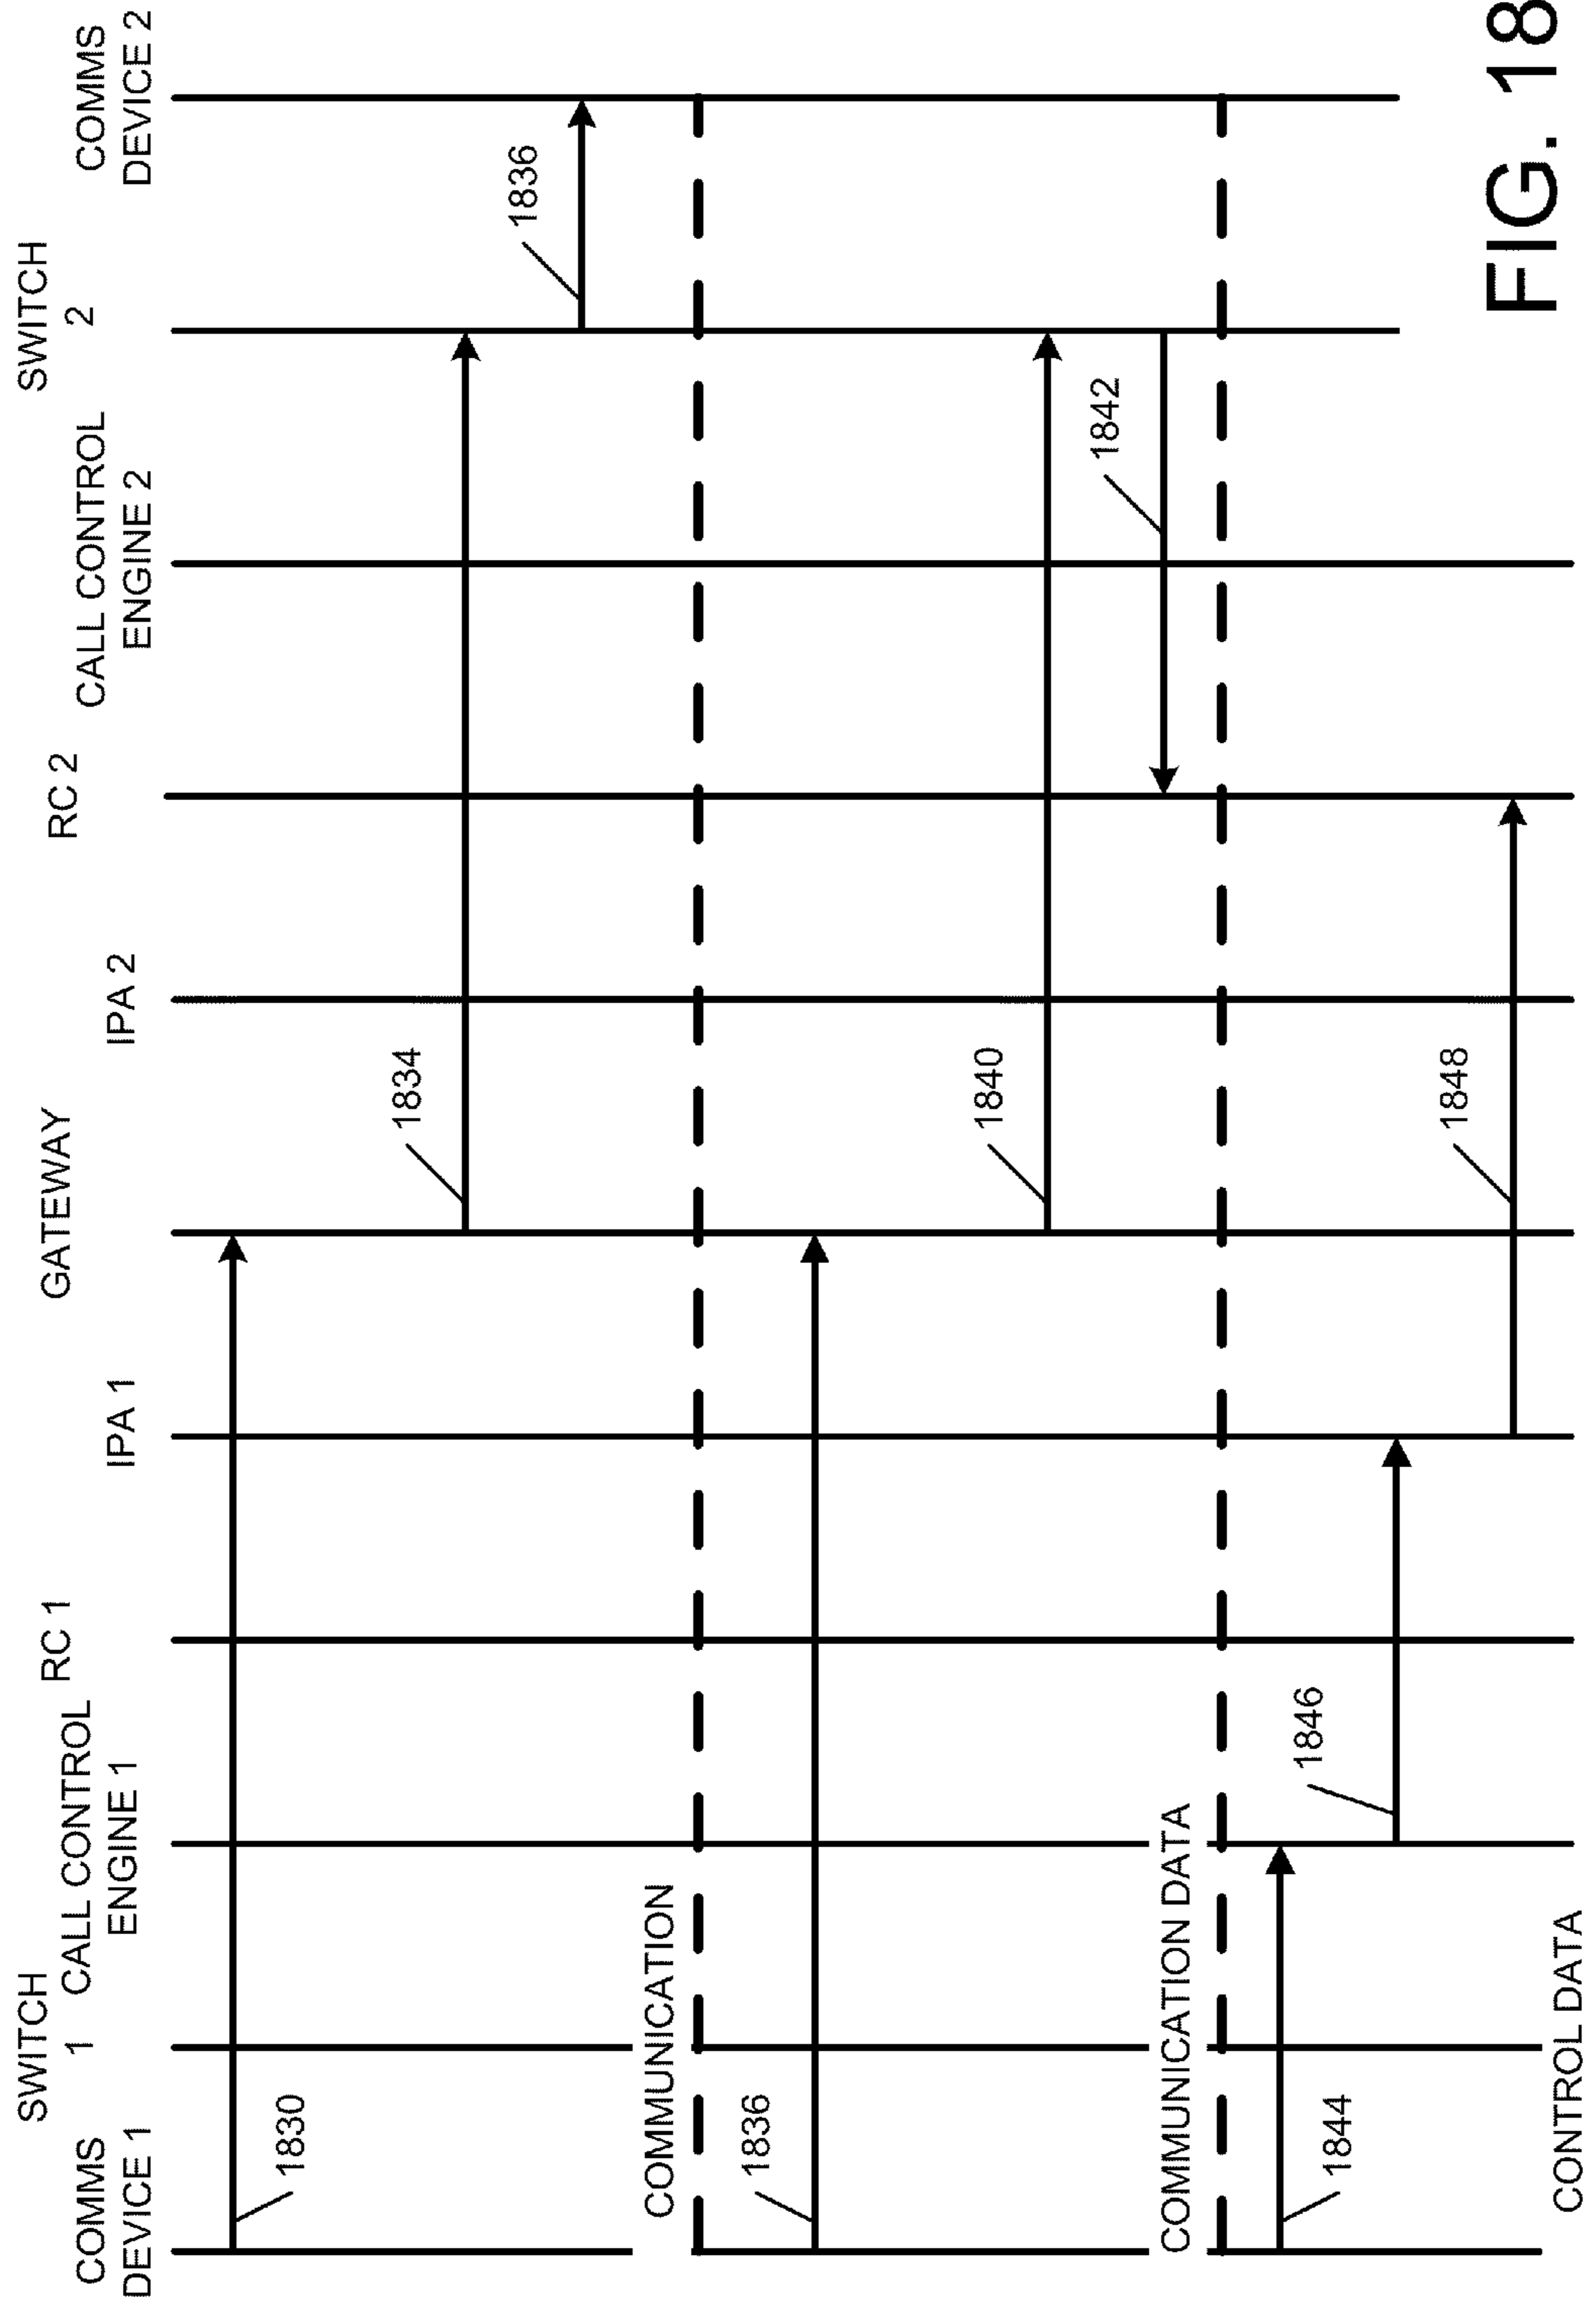 COMMS
DEVICE 1
SWITCH
1
CALL CONTROL
ENGINE 1
RC 1
IPA 1
GATEWAY
IPA 2
RC 2
CALL CONTROL
ENGINE 2
SWITCH
2
COMMS
DEVICE 2
1830
1834
1836
COMMUNICATION
1836
1840
1842
COMMUNICATION DATA
1844
1846
1848
CONTROL DATA
FIG. 18